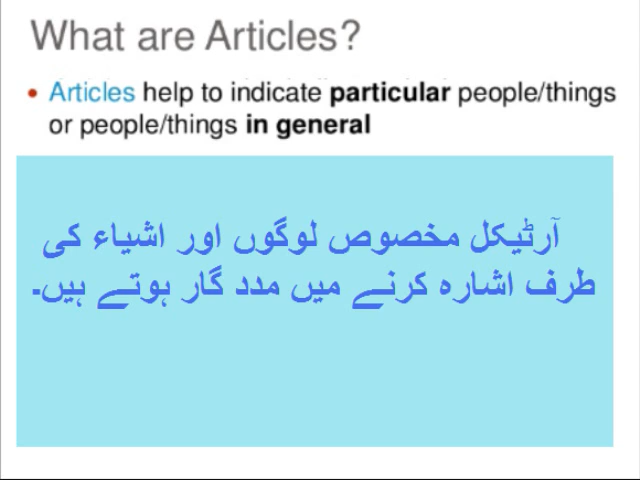 What are Articles?
• Articles help to indicate particular people/things
or people/things in general
آرٹیکل مخصوص لوگوں اور اشیاء کی
طرف اشارہ کرنے میں مدد گار ہوتے ہیں۔